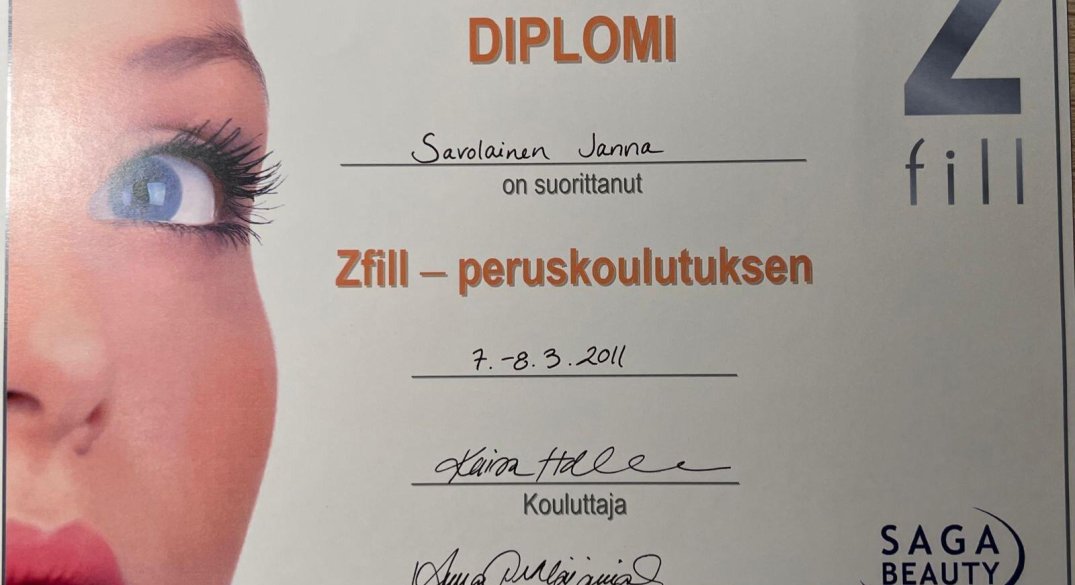 DIPLOMI
Z
fill
Savolainen Janna
on suorittanut
Zfill – peruskoulutuksen
7.-8.3.2011
Kouluttaja
SAGA
BEAUTY